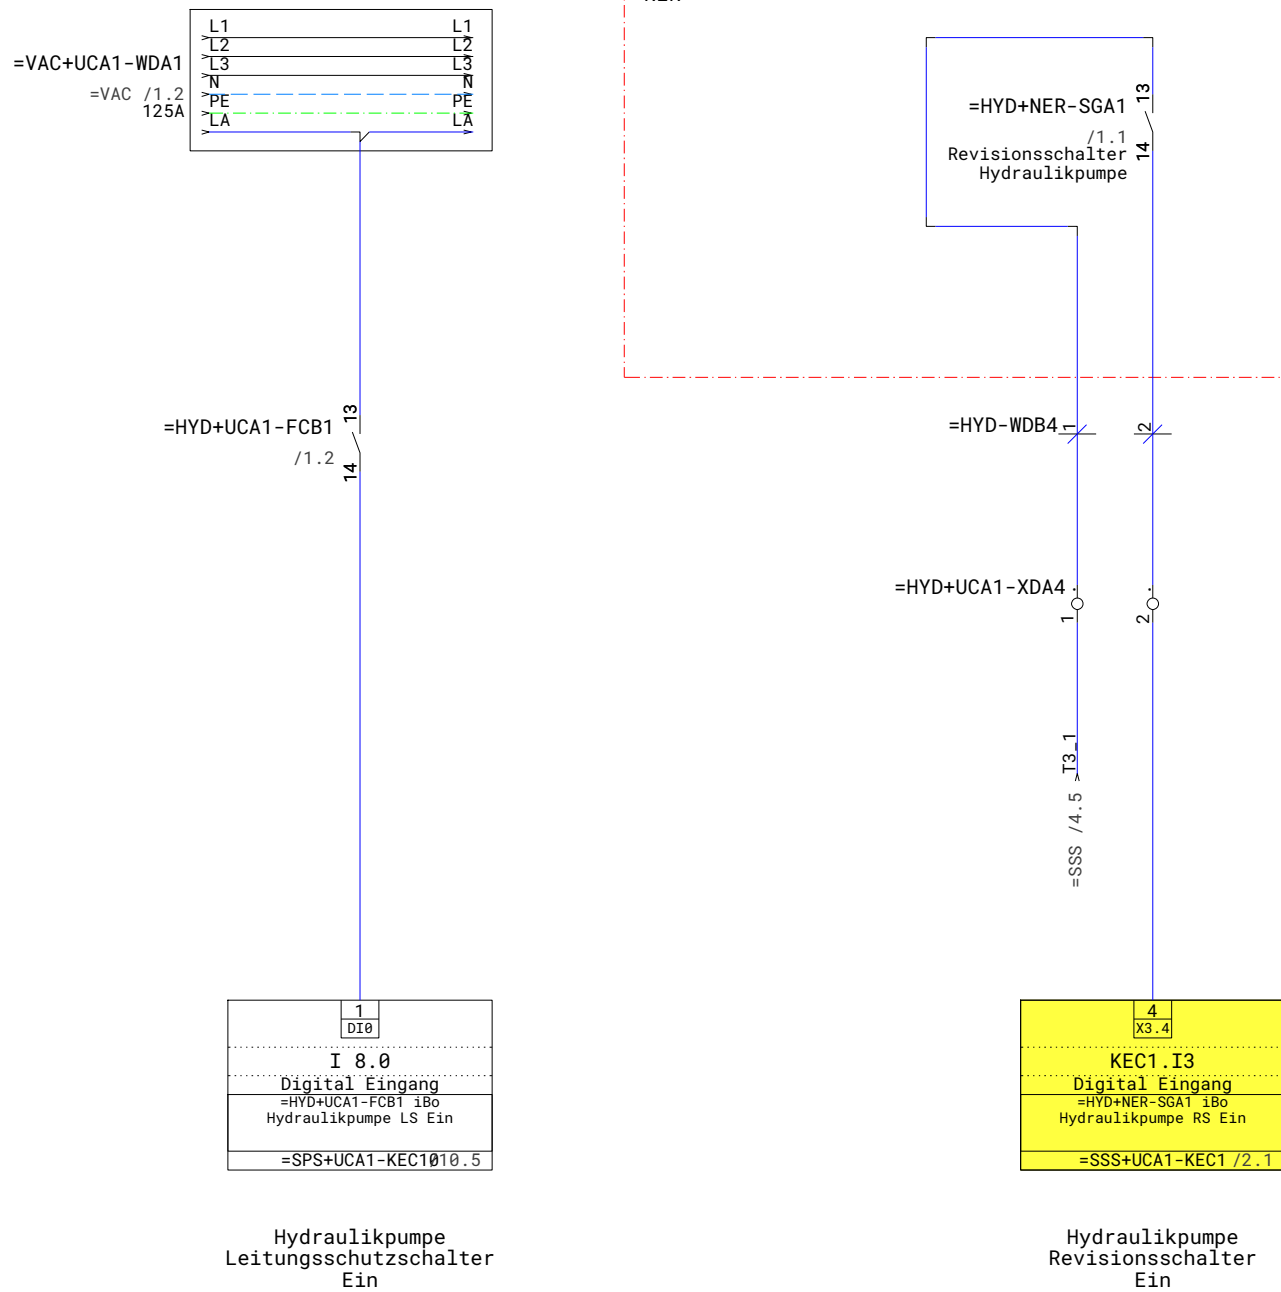 L1 L1
L2 L2
L3 L3
N N
PE PE
LA LA
=VAC+UCA1-WDA1
=VAC /1.2
125A
=HYD+NER-SGA1
/1.1
Revisionsschalter
Hydraulikpumpe
13
14
=HYD+UCA1-FCB1
/1.2
13
14
=HYD-WDB4
1
2
=HYD+UCA1-XDA4
1
2
T3_1
=SSS /4.5
1
DI0
I 8.0
Digital Eingang
=HYD+UCA1-FCB1 iBo
Hydraulikpumpe LS Ein
=SPS+UCA1-KEC10 /10.5
Hydraulikpumpe
Leitungsschutzschalter
Ein
4
X3.4
KEC1.I3
Digital Eingang
=HYD+NER-SGA1 iBo
Hydraulikpumpe RS Ein
=SSS+UCA1-KEC1 /2.1
Hydraulikpumpe
Revisionsschalter
Ein